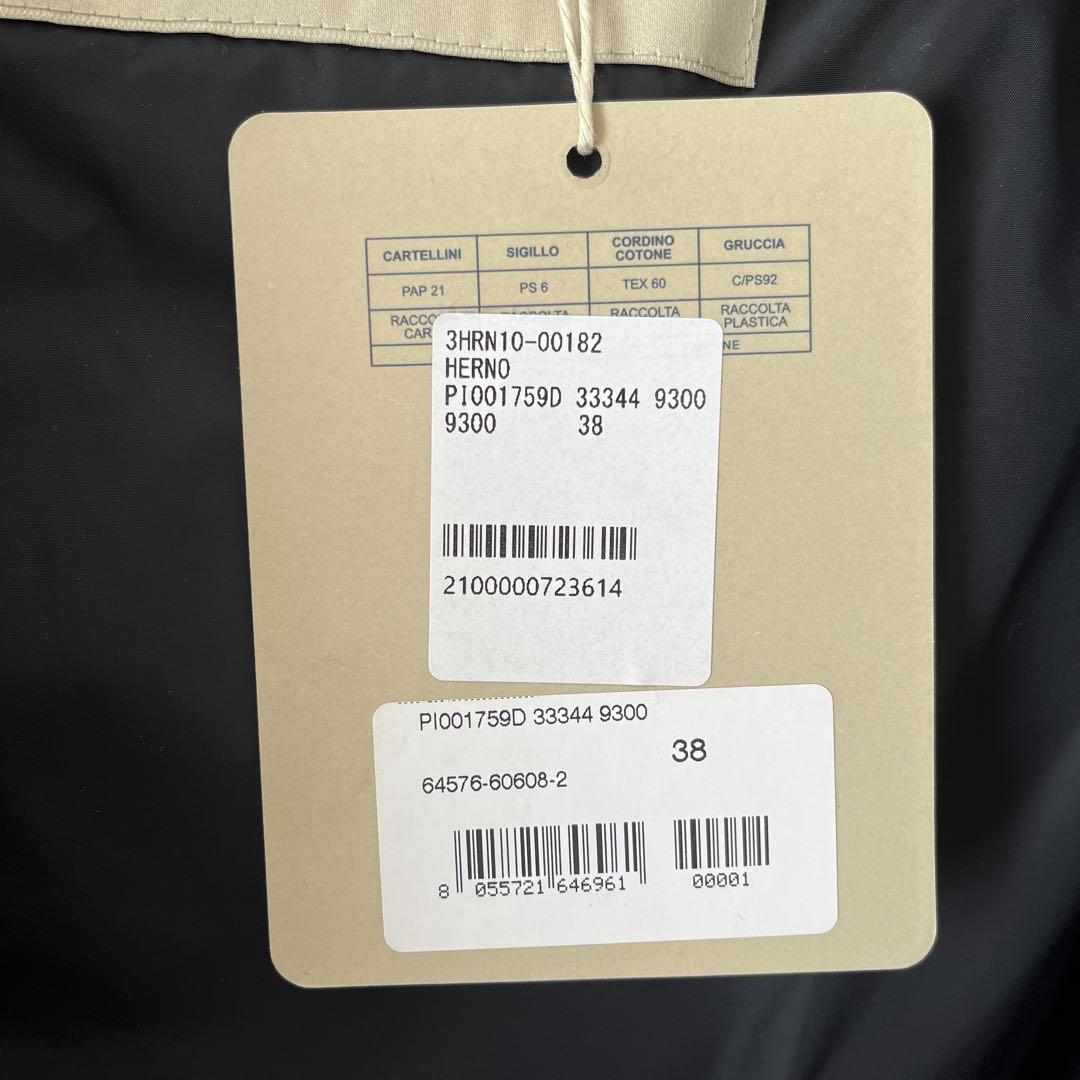 CARTELLINI SIGILLO CORDINO COTONE GRUCCIA
PAP 21 PS 6 TEX 60 C/PS92
RACCOLTA RACCOLTA PLASTICA
3HRN10-00182
HERNO
PI001759D 33344 9300
9300 38
2100000723614
PI001759D 33344 9300
38
64576-60608-2
8 055721 646961
00001